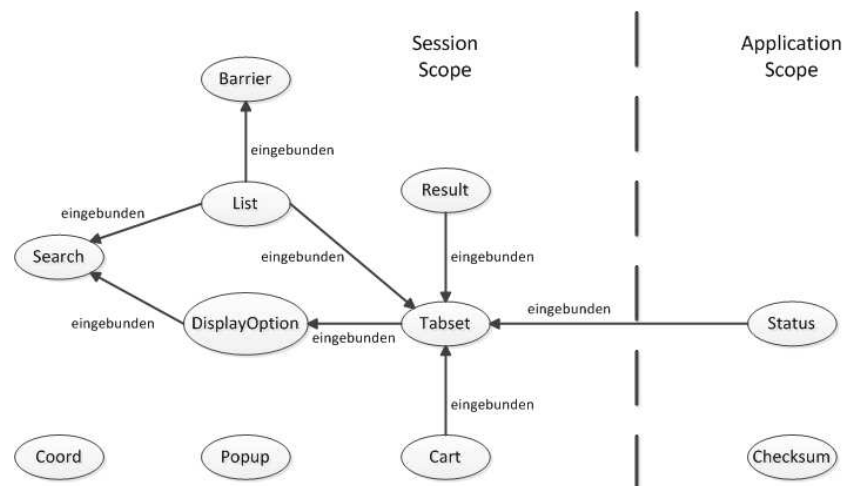 Session
Scope
Application
Scope
Barrier
eingebunden
Result
List
eingebunden
Search
eingebunden
eingebunden
eingebunden
DisplayOption
Tabset
Status
eingebunden
eingebunden
eingebunden
Coord
Popup
Cart
Checksum